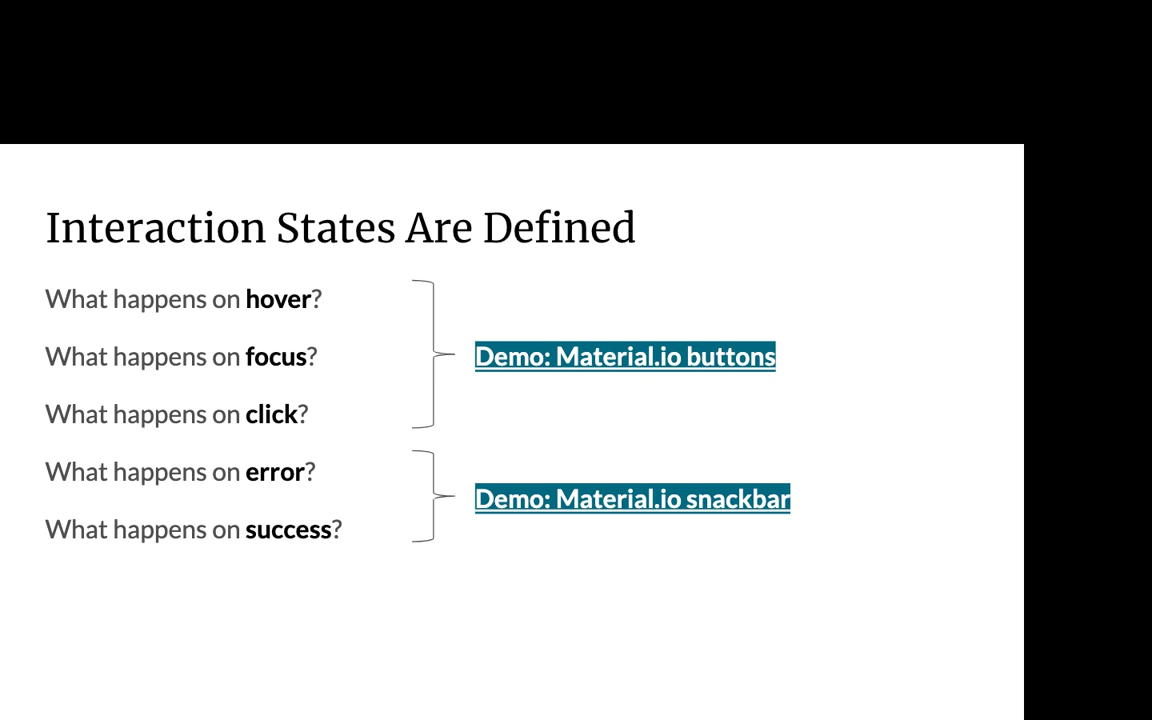 Interaction States Are Defined
What happens on hover?
What happens on focus?
What happens on click?
Demo: Material.io buttons
What happens on error?
What happens on success?
Demo: Material.io snackbar